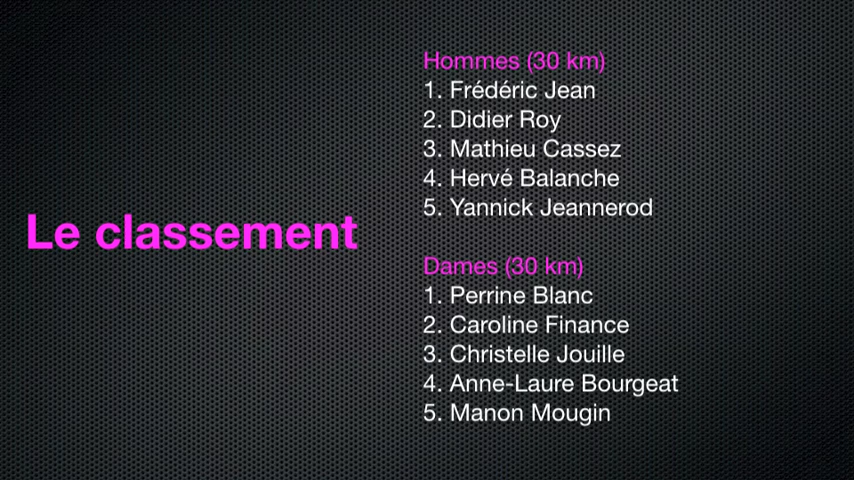 Le classement
Hommes (30 km)
1. Frédéric Jean
2. Didier Roy
3. Mathieu Cassez
4. Hervé Balanche
5. Yannick Jeannerod
Dames (30 km)
1. Perrine Blanc
2. Caroline Finance
3. Christelle Jouille
4. Anne-Laure Bourgeat
5. Manon Mougin